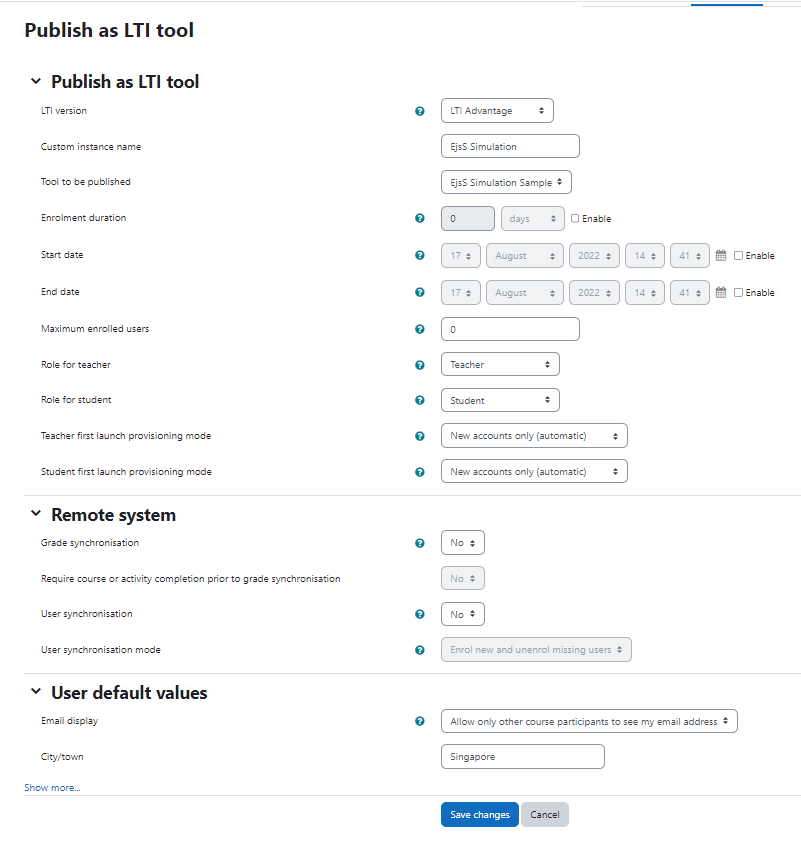 Publish as LTI tool
Publish as LTI tool
LTI version LTI Advantage
Custom instance name EjsS Simulation
Tool to be published EjsS Simulation Sample
Enrolment duration 0 days Enable
Start date 17 August 2022 14 41 Enable
End date 17 August 2022 14 41 Enable
Maximum enrolled users 0
Role for teacher Teacher
Role for student Student
Teacher first launch provisioning mode New accounts only (automatic)
Student first launch provisioning mode New accounts only (automatic)
Remote system
Grade synchronisation No
Require course or activity completion prior to grade synchronisation No
User synchronisation No
User synchronisation mode Enrol new and unenrol missing users
User default values
Email display Allow only other course participants to see my email address
City/town Singapore
Show more...
Save changes Cancel